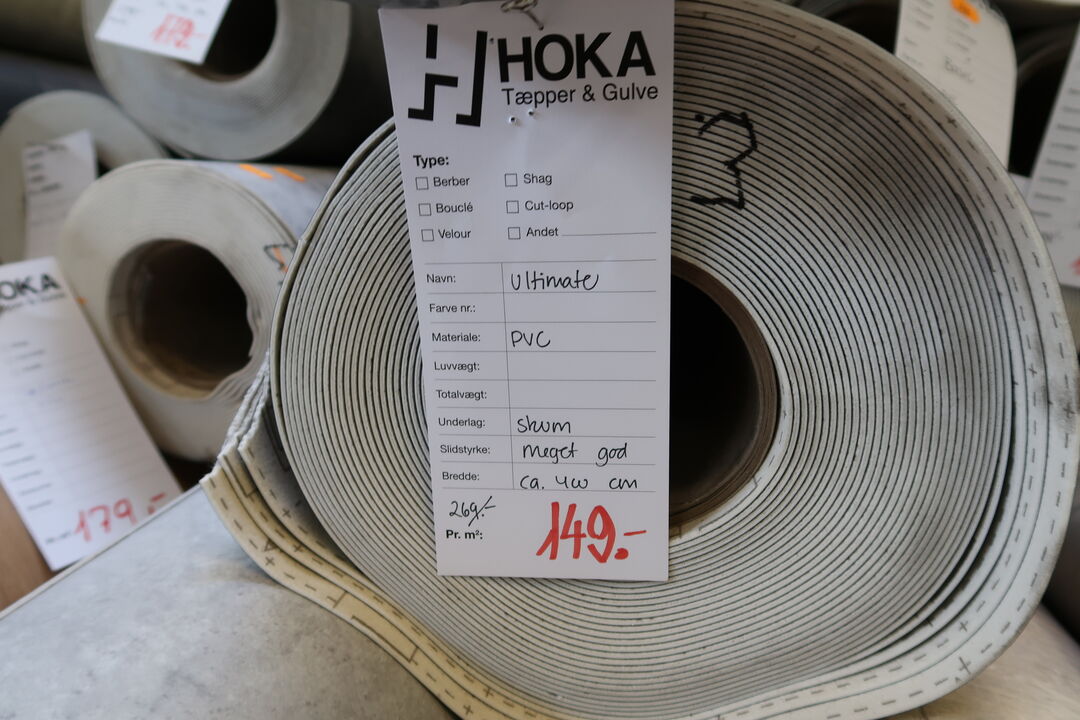 HOKA
Tæpper & Gulve
Type:
Berber Shag
Bouclé Cut-loop
Velour Andet
Navn: Ultimate
Farve nr.:
Materiale: PVC
Luvvægt:
Totalvægt:
Underlag: skum
Slidstyrke: meget god
Bredde: ca. 400 cm
269,-
Pr. m²: 149.-
OKA
179.-